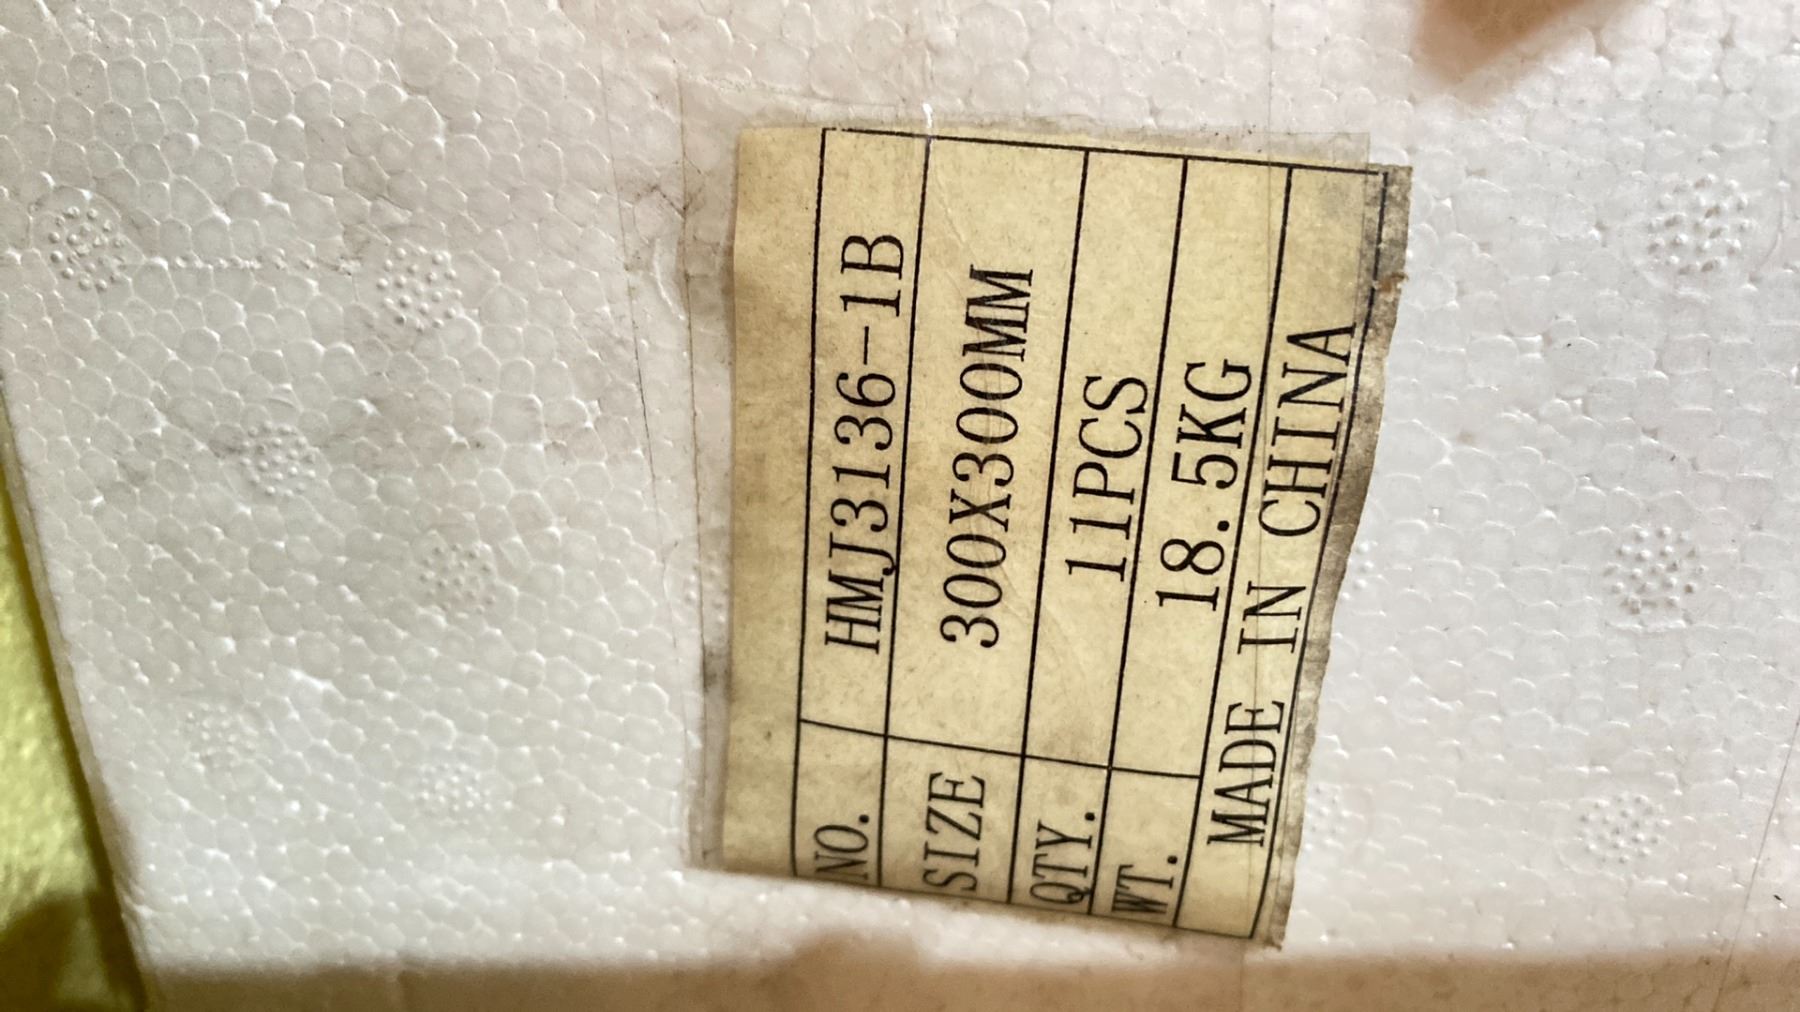 NO. HMJ3136-1B
SIZE 300X300MM
QTY. 11PCS
WT. 18.5KG
MADE IN CHINA